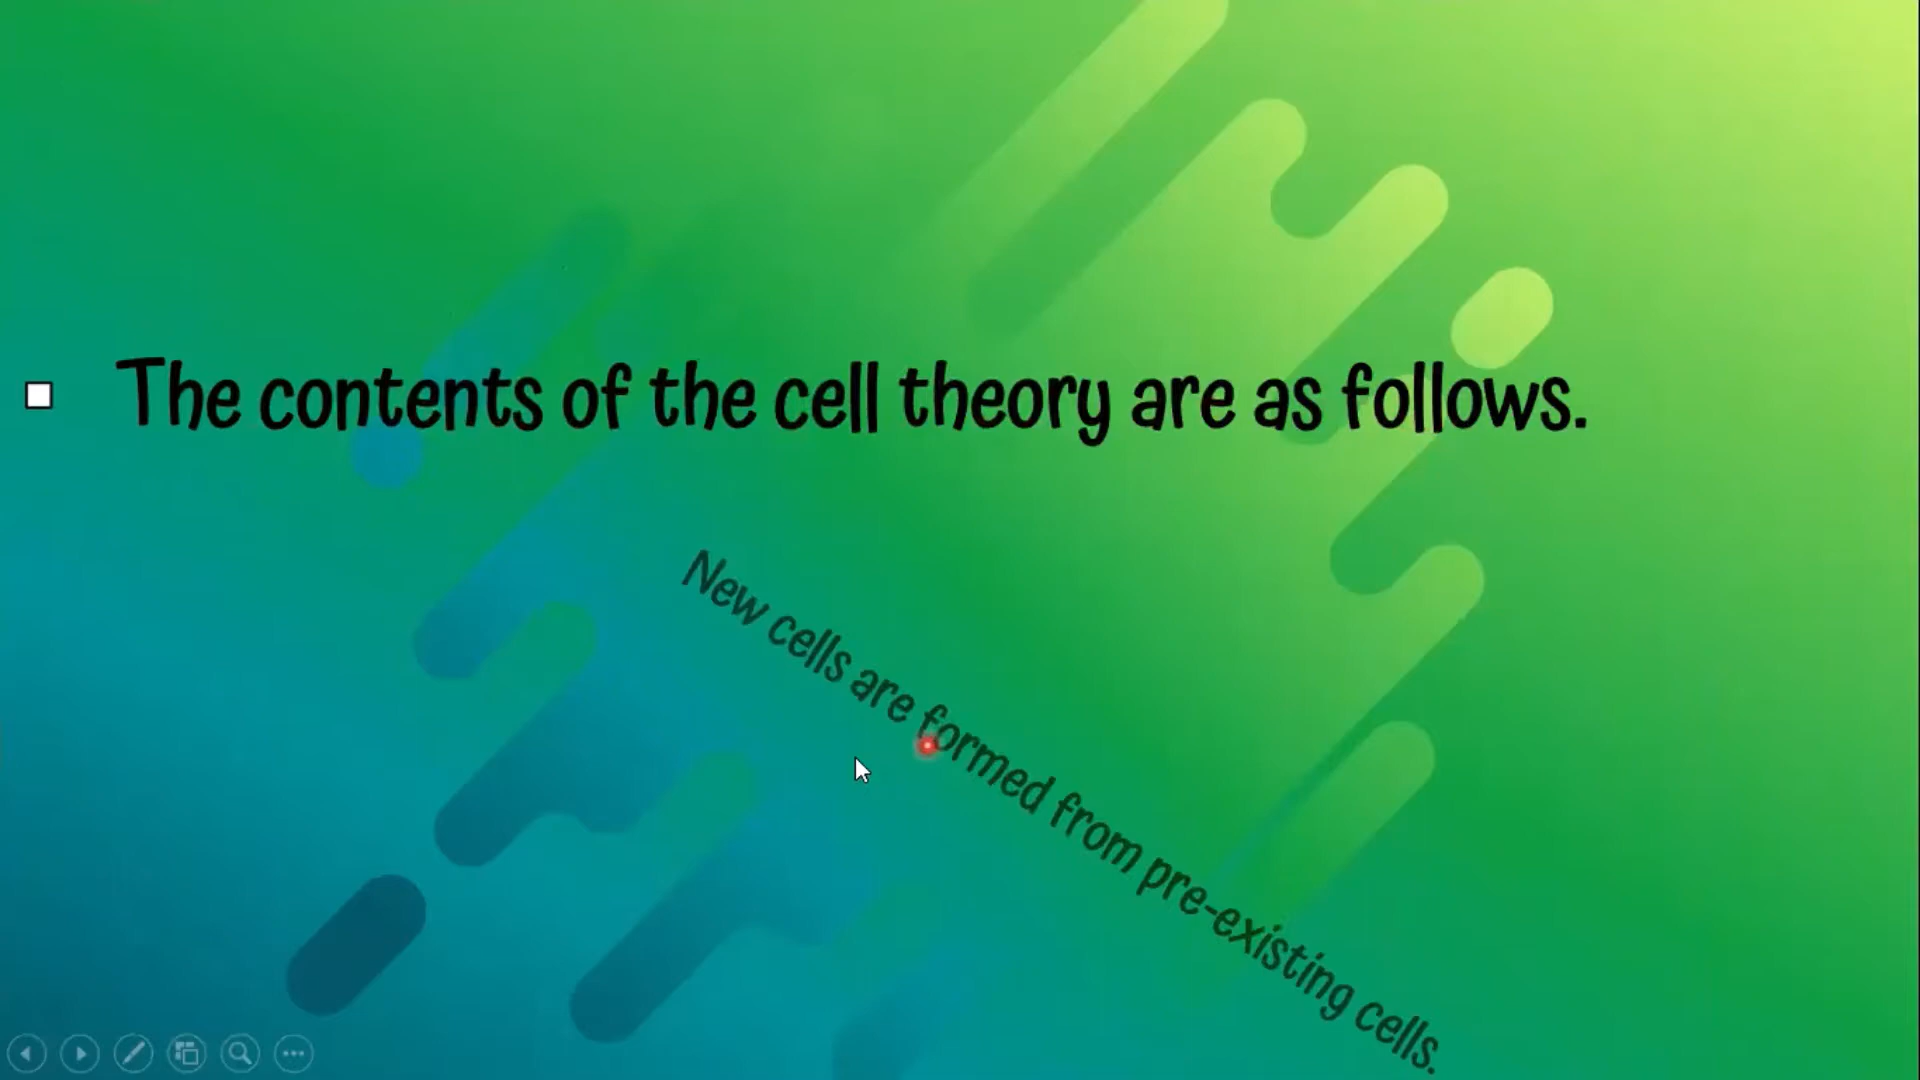 The contents of the cell theory are as follows.
New cells are formed from pre-existing cells.